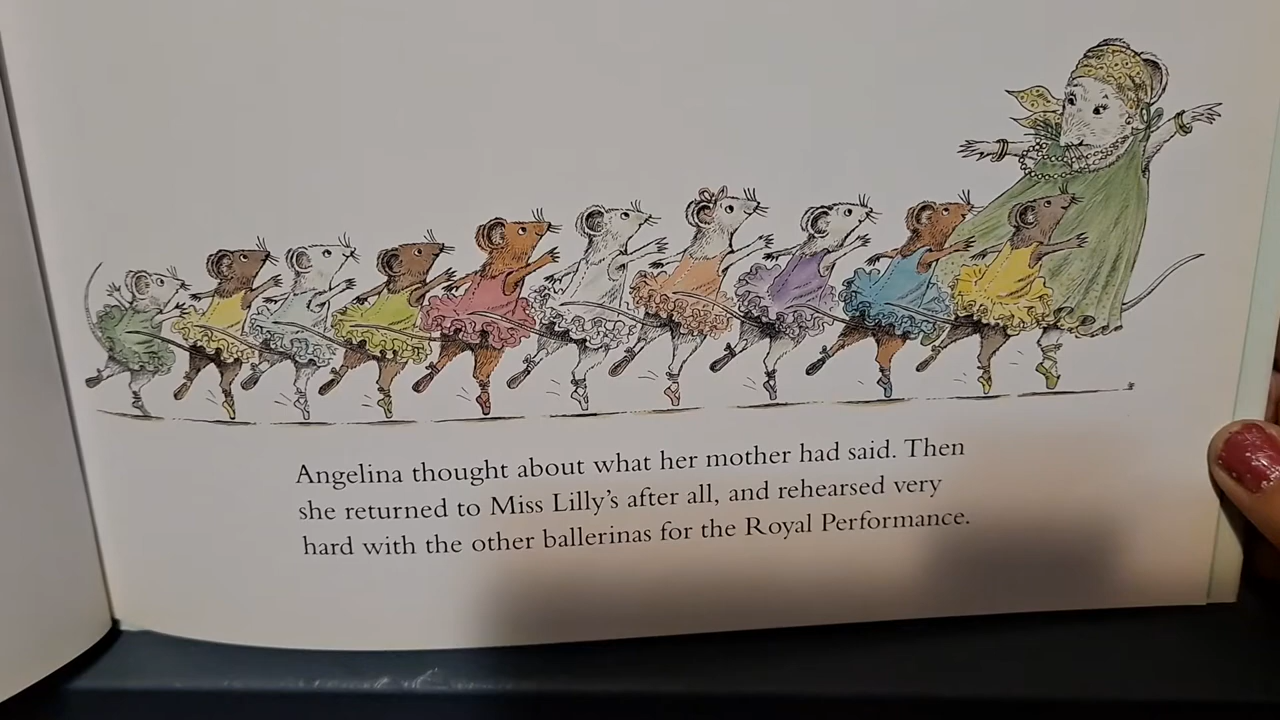 Angelina thought about what her mother had said. Then
she returned to Miss Lilly's after all, and rehearsed very
hard with the other ballerinas for the Royal Performance.